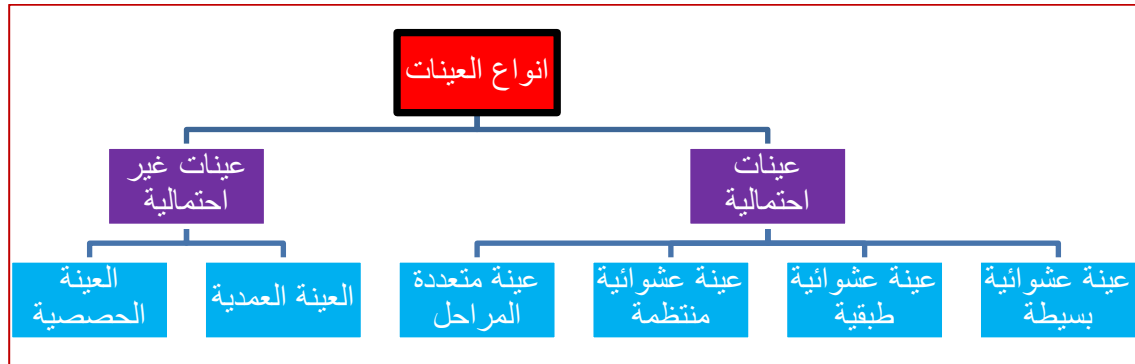 انواع العينات
عينات
احتمالية
عينات غير
احتمالية
عينة عشوائية
بسيطة
عينة عشوائية
طبقية
عينة عشوائية
منتظمة
عينة متعددة
المراحل
العينة العمدية
العينة
الحصصية